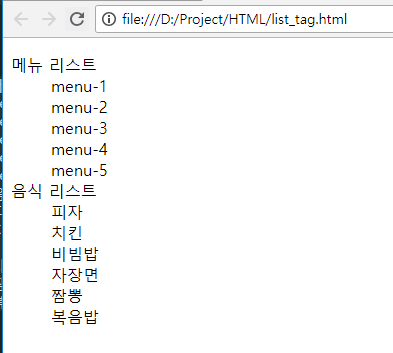 file:///D:/Project/HTML/list_tag.html
메뉴 리스트
menu-1
menu-2
menu-3
menu-4
menu-5
음식 리스트
피자
치킨
비빔밥
자장면
짬뽕
복음밥